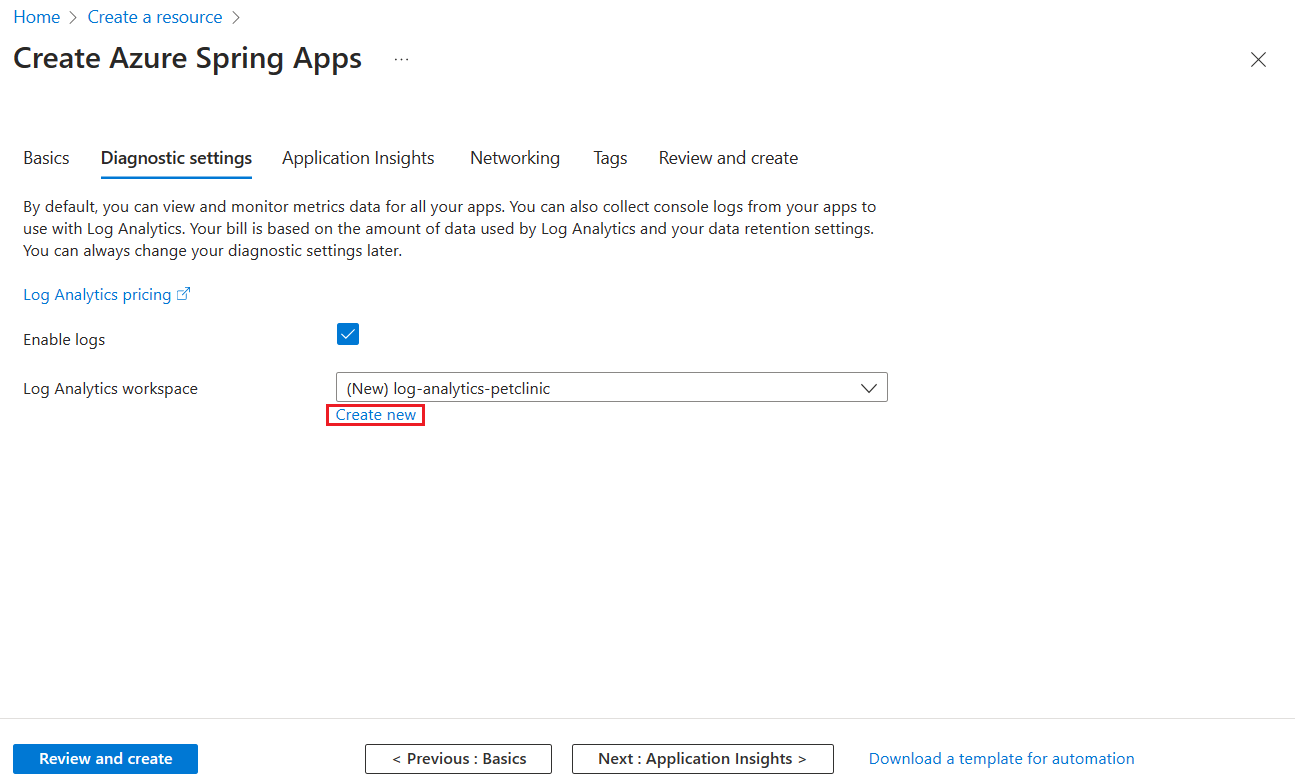 Home > Create a resource >
Create Azure Spring Apps ...
Basics Diagnostic settings Application Insights Networking Tags Review and create
By default, you can view and monitor metrics data for all your apps. You can also collect console logs from your apps to
use with Log Analytics. Your bill is based on the amount of data used by Log Analytics and your data retention settings.
You can always change your diagnostic settings later.
Log Analytics pricing
Enable logs
Log Analytics workspace (New) log-analytics-petclinic
Create new
Review and create < Previous : Basics Next : Application Insights > Download a template for automation